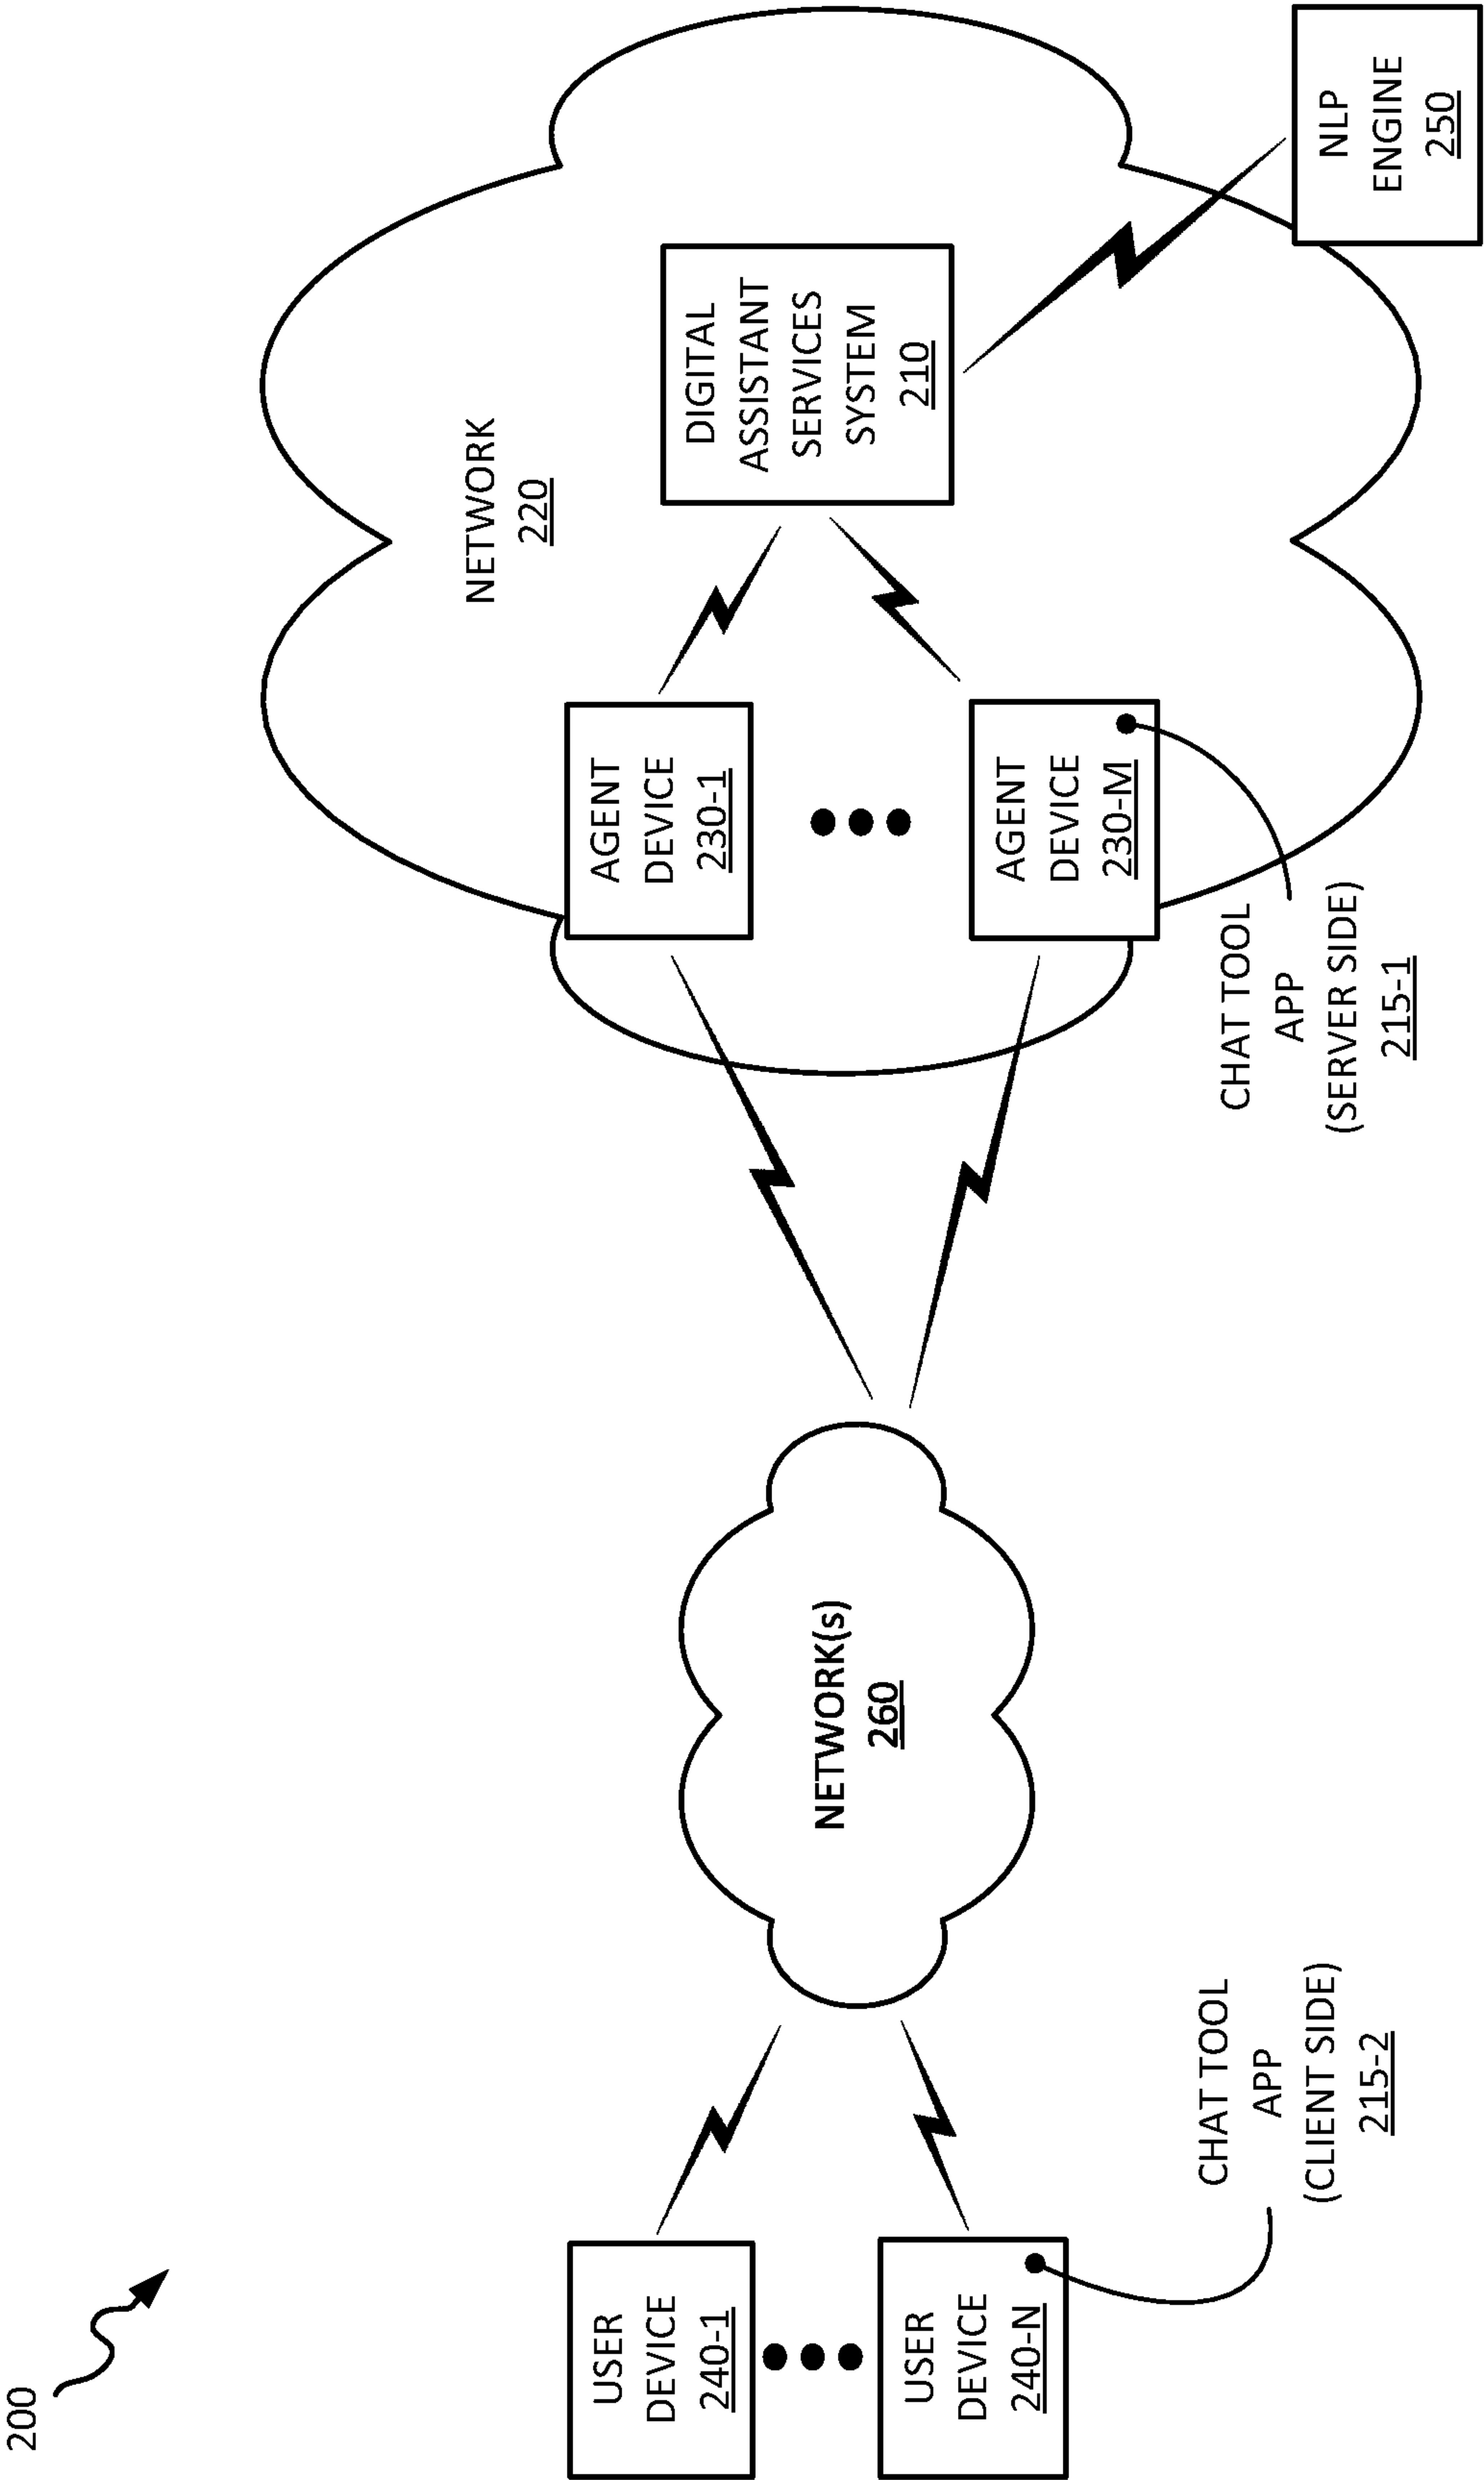 200
USER
DEVICE
240-1
USER
DEVICE
240-N
CHAT TOOL
APP
(CLIENT SIDE)
215-2
NETWORK(s)
260
NETWORK
220
AGENT
DEVICE
230-1
AGENT
DEVICE
230-M
CHAT TOOL
APP
(SERVER SIDE)
215-1
DIGITAL
ASSISTANT
SERVICES
SYSTEM
210
NLP
ENGINE
250